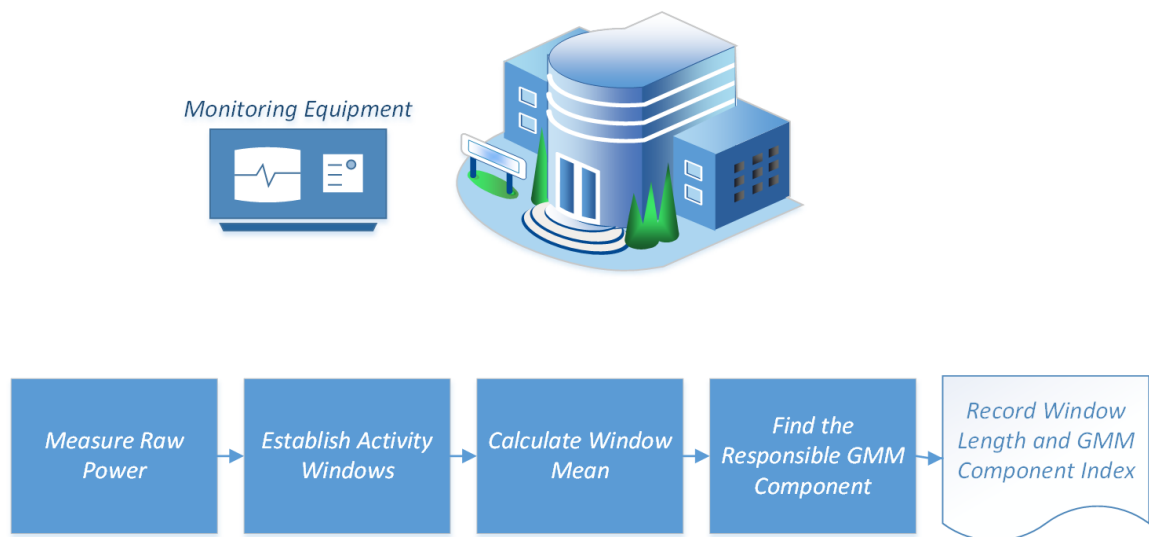 Monitoring Equipment
Measure Raw
Power
Establish Activity
Windows
Calculate Window
Mean
Find the
Responsible GMM
Component
Record Window
Length and GMM
Component Index